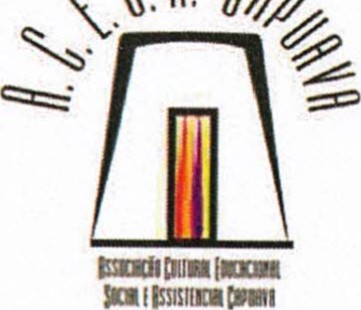 A.C.E.S.A. CAPUAVA
ASSOCIAÇÃO CULTURAL EDUCACIONAL
SOCIAL E ASSISTENCIAL CAPUAVA